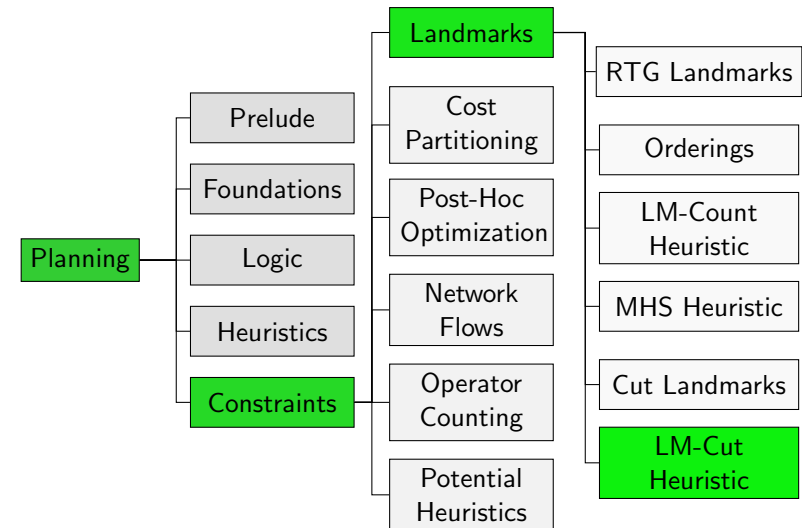 Planning
Prelude
Foundations
Logic
Heuristics
Constraints
Landmarks
Cost
Partitioning
Post-Hoc
Optimization
Network
Flows
Operator
Counting
Potential
Heuristics
RTG Landmarks
Orderings
LM-Count
Heuristic
MHS Heuristic
Cut Landmarks
LM-Cut
Heuristic